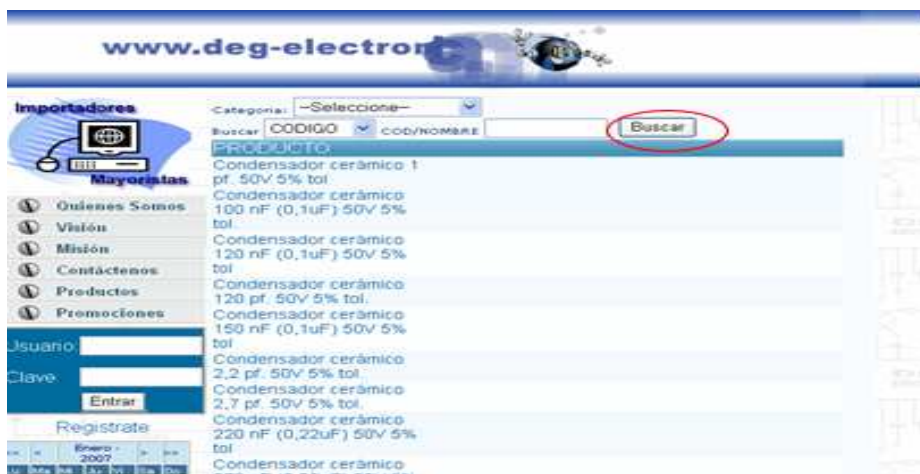 www.deg-electron
Importadores
Mayoristas
Quienes Somos
Visión
Misión
Contáctenos
Productos
Promociones
Usuario:
Clave:
Entrar
Registrate
Enero -
2007
Categoria: --Seleccione--
Buscar CODIGO COD/NOMBRE Buscar
PRODUCTO
Condensador cerámico 1
pf. 50V 5% tol
Condensador cerámico
100 nF (0,1uF) 50V 5%
tol.
Condensador cerámico
120 nF (0,1uF) 50V 5%
tol
Condensador cerámico
120 pf. 50V 5% tol.
Condensador cerámico
150 nF (0,1uF) 50V 5%
tol
Condensador cerámico
2,2 pf. 50V 5% tol.
Condensador cerámico
2,7 pf. 50V 5% tol.
Condensador cerámico
220 nF (0,22uF) 50V 5%
tol
Condensador cerámico